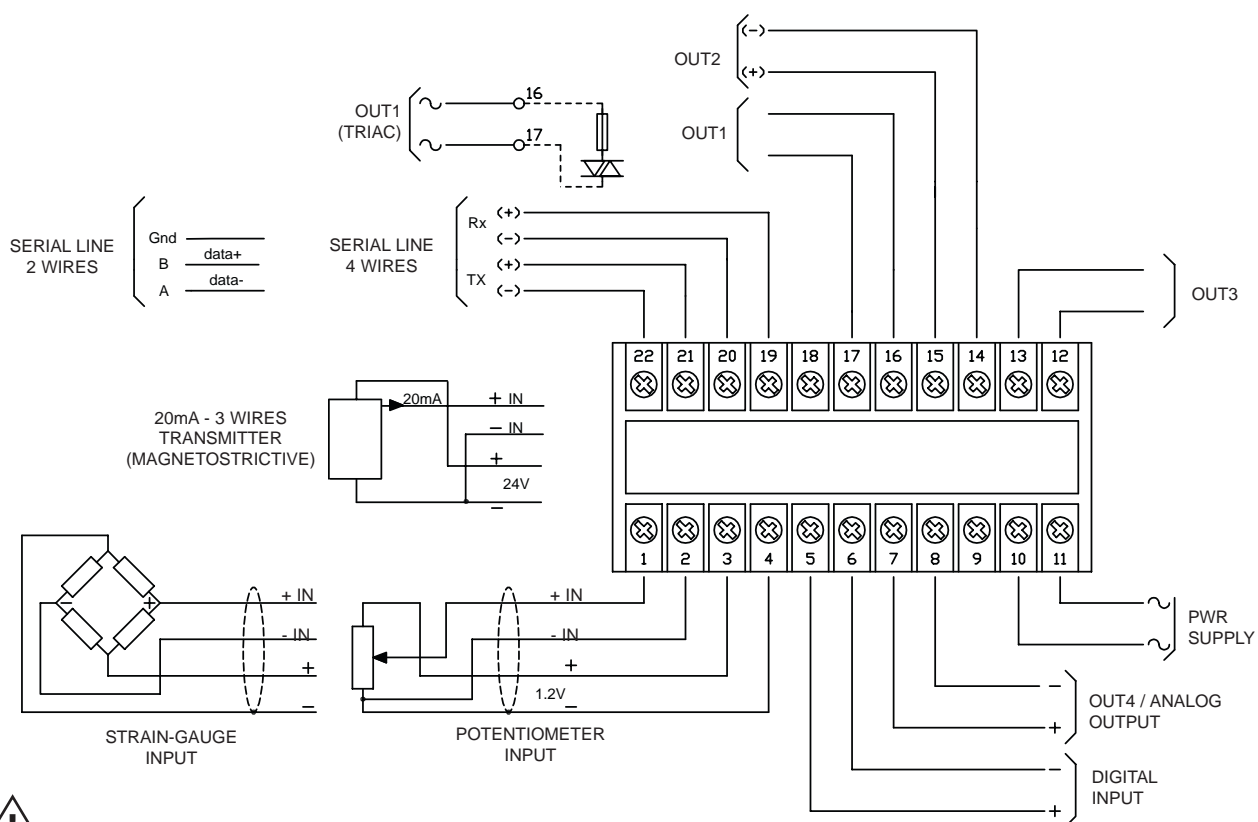 OUT2
(-)
(+)
OUT1
(TRIAC)
16
17
OUT1
SERIAL LINE
2 WIRES
Gnd
B
data+
A
data-
SERIAL LINE
4 WIRES
Rx
(+)
(-)
TX
(+)
(-)
OUT3
22 21 20 19 18 17 16 15 14 13 12
20mA - 3 WIRES
TRANSMITTER
(MAGNETOSTRICTIVE)
20mA
+ IN
- IN
+
24V
-
1 2 3 4 5 6 7 8 9 10 11
- +
+ IN
- IN
+
-
STRAIN-GAUGE
INPUT
+ IN
- IN
+
1.2V
-
POTENTIOMETER
INPUT
PWR
SUPPLY
-
+
OUT4 / ANALOG
OUTPUT
-
+
DIGITAL
INPUT